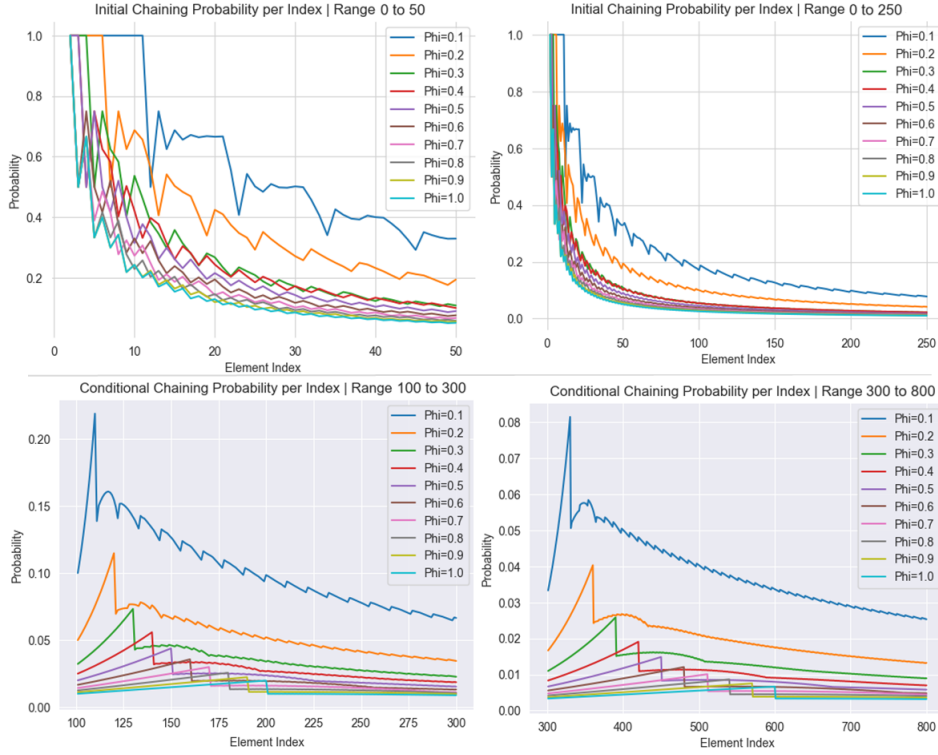 Initial Chaining Probability per Index | Range 0 to 50
Probability
1.0
0.8
0.6
0.4
0.2
0 10 20 30 40 50
Element Index
Phi=0.1
Phi=0.2
Phi=0.3
Phi=0.4
Phi=0.5
Phi=0.6
Phi=0.7
Phi=0.8
Phi=0.9
Phi=1.0
Initial Chaining Probability per Index | Range 0 to 250
Probability
1.0
0.8
0.6
0.4
0.2
0.0
0 50 100 150 200 250
Element Index
Phi=0.1
Phi=0.2
Phi=0.3
Phi=0.4
Phi=0.5
Phi=0.6
Phi=0.7
Phi=0.8
Phi=0.9
Phi=1.0
Conditional Chaining Probability per Index | Range 100 to 300
Probability
0.20
0.15
0.10
0.05
0.00
100 125 150 175 200 225 250 275 300
Element Index
Phi=0.1
Phi=0.2
Phi=0.3
Phi=0.4
Phi=0.5
Phi=0.6
Phi=0.7
Phi=0.8
Phi=0.9
Phi=1.0
Conditional Chaining Probability per Index | Range 300 to 800
Probability
0.08
0.07
0.06
0.05
0.04
0.03
0.02
0.01
0.00
300 400 500 600 700 800
Element Index
Phi=0.1
Phi=0.2
Phi=0.3
Phi=0.4
Phi=0.5
Phi=0.6
Phi=0.7
Phi=0.8
Phi=0.9
Phi=1.0